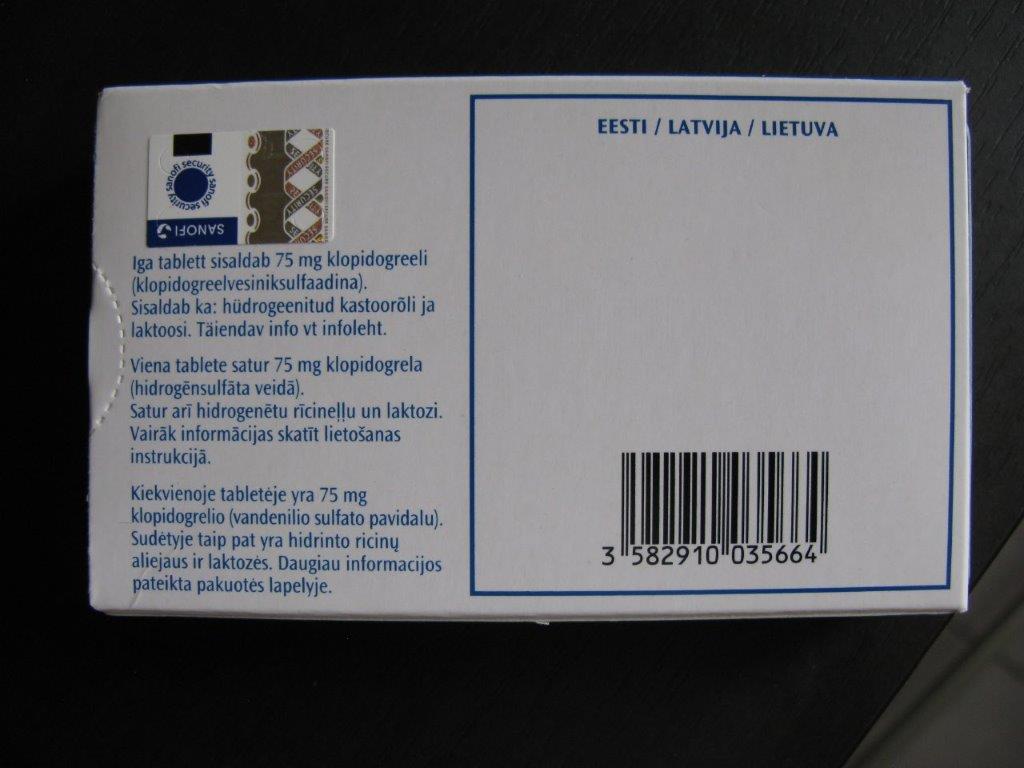 sanofi security sanofi security
SANOFI
Iga tablett sisaldab 75 mg klopidogreeli
(klopidogreelvesiniksulfaadina).
Sisaldab ka: hüdrogeenitud kastoorõli ja
laktoosi. Täiendav info vt infoleht.
Viena tablete satur 75 mg klopidogrela
(hidrogēnsulfāta veidā).
Satur arī hidrogenētu rīcineļļu un laktozi.
Vairāk informācijas skatīt lietošanas
instrukcijā.
Kiekvienoje tabletėje yra 75 mg
klopidogrelio (vandenilio sulfato pavidalu).
Sudėtyje taip pat yra hidrinto ricinų
aliejaus ir laktozės. Daugiau informacijos
pateikta pakuotės lapelyje.
EESTI / LATVIJA / LIETUVA
3 582910 035664